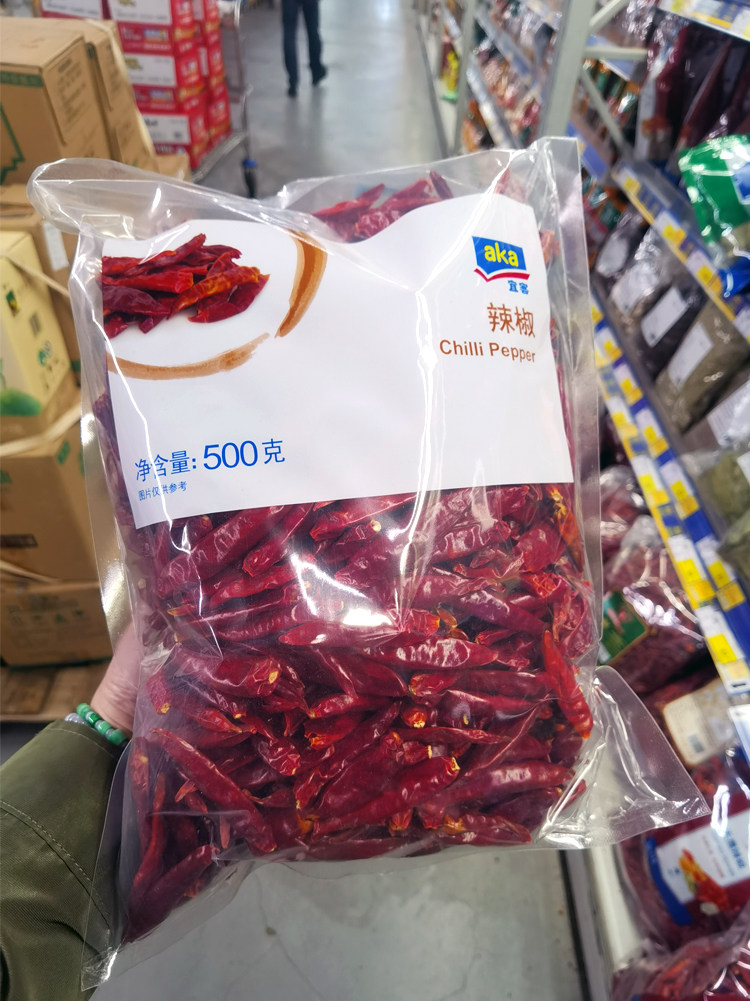 aka
宜客
辣椒
Chilli Pepper
净含量: 500克
图片仅供参考